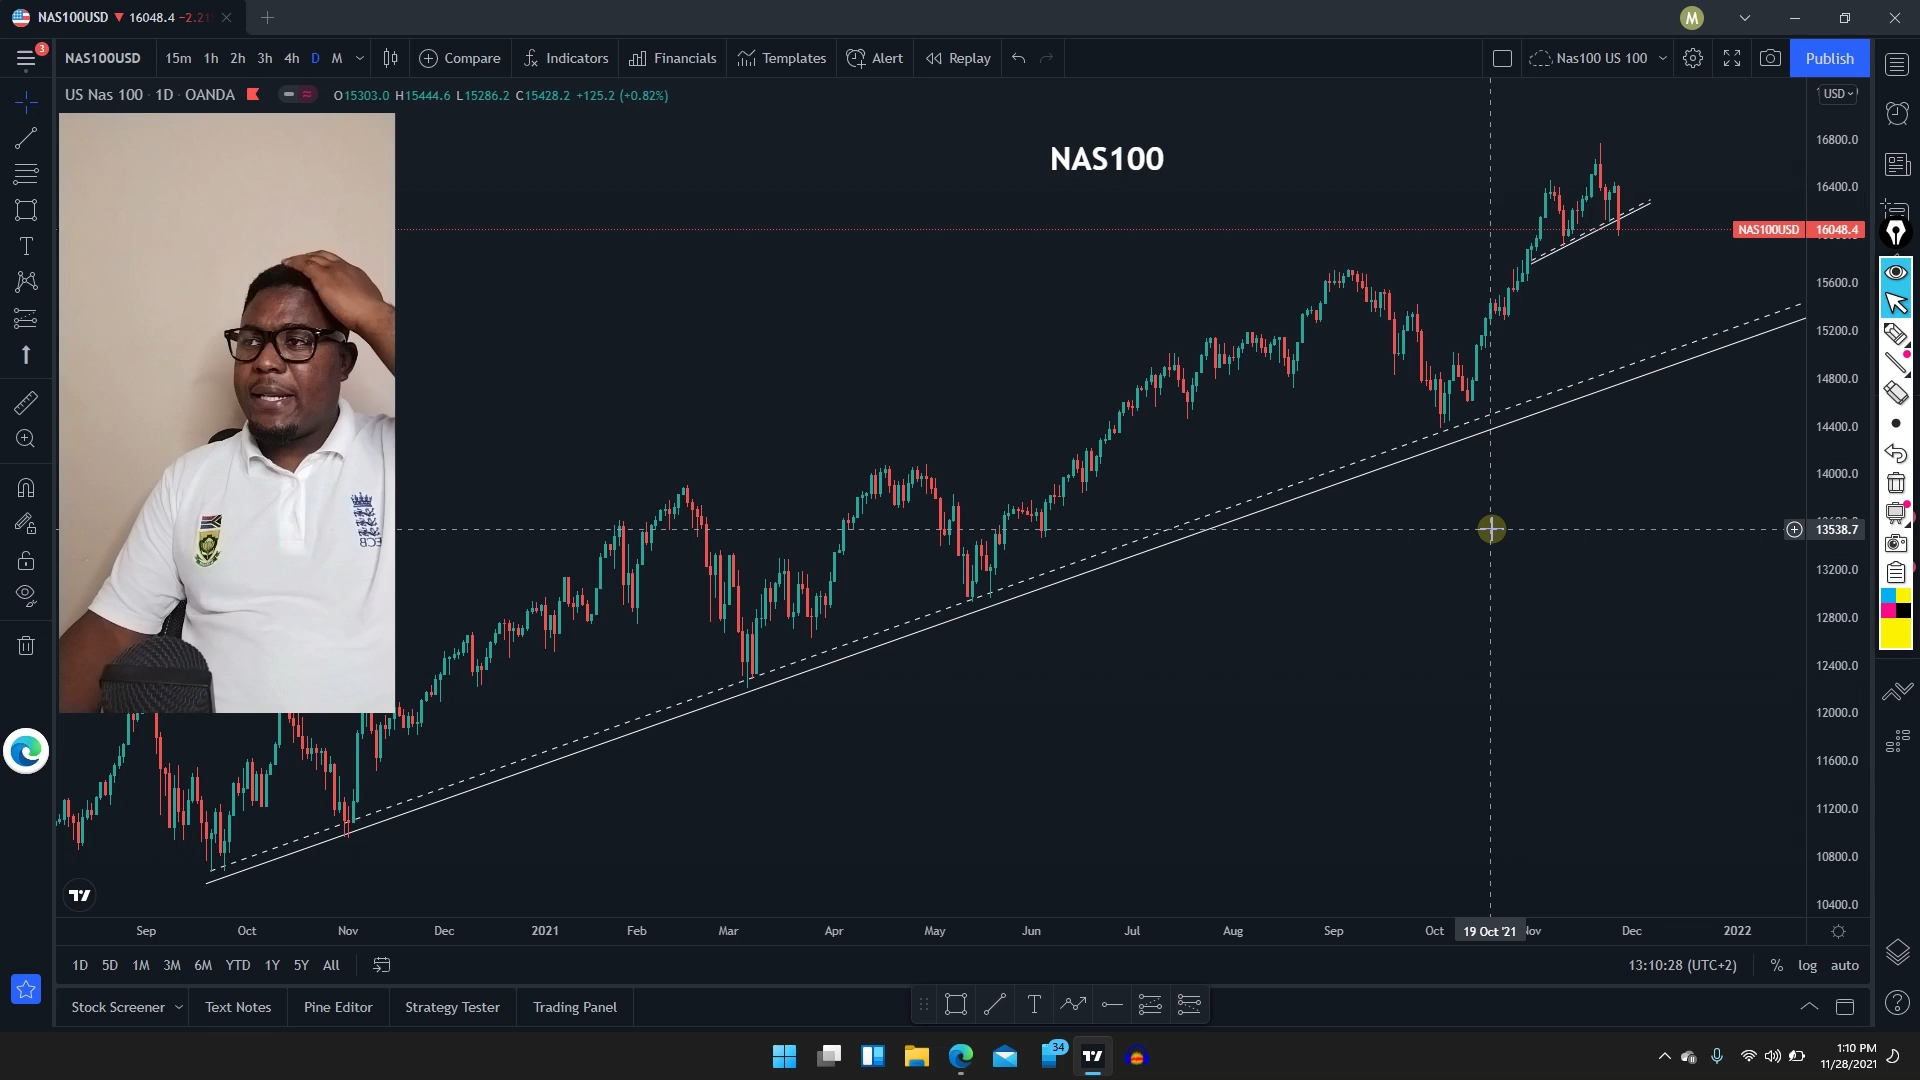 NAS100USD 16048.4 −2.21
M
3
NAS100USD 15m 1h 2h 3h 4h D M Compare Indicators Financials Templates Alert Replay Nas100 US 100 Publish
US Nas 100 · 1D · OANDA O15303.0 H15444.6 L15286.2 C15428.2 +125.2 (+0.82%)
USD
NAS100
16800.0
16400.0
NAS100USD 16048.4
15600.0
15200.0
14800.0
14400.0
14000.0
13538.7
13200.0
12800.0
12400.0
12000.0
11600.0
11200.0
10800.0
10400.0
ECB
Sep Oct Nov Dec 2021 Feb Mar Apr May Jun Jul Aug Sep Oct 19 Oct '21 Dec 2022
1D 5D 1M 3M 6M YTD 1Y 5Y All 13:10:28 (UTC+2) % log auto
Stock Screener Text Notes Pine Editor Strategy Tester Trading Panel
34
1:10 PM
11/28/2021